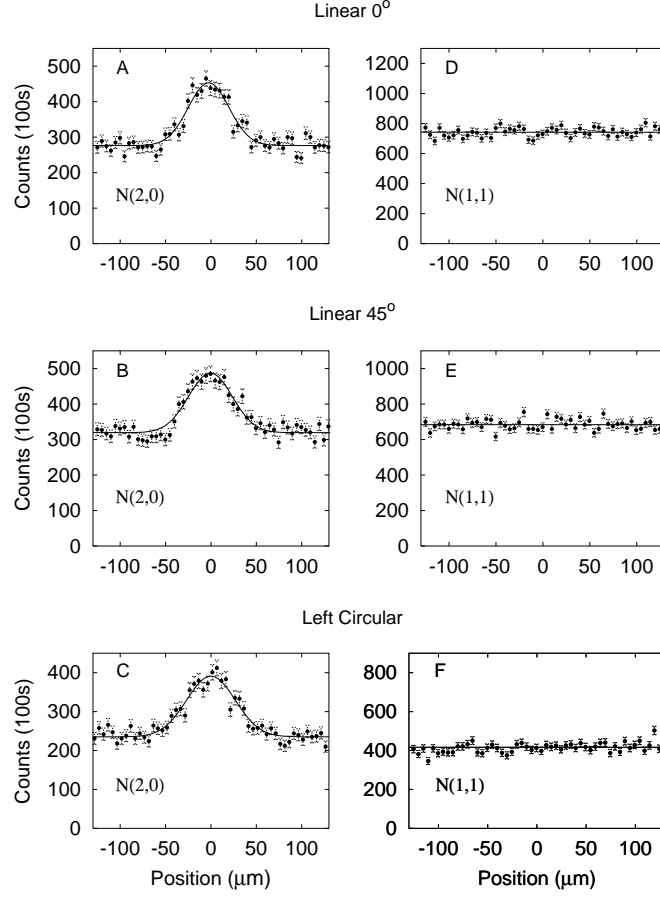 Linear 0°
A
D
Counts (100s)
500
400
300
200
100
0
N(2,0)
-100 -50 0 50 100
1200
1000
800
600
400
200
0
N(1,1)
-100 -50 0 50 100
Linear 45°
B
E
Counts (100s)
500
400
300
200
100
0
N(2,0)
-100 -50 0 50 100
1000
800
600
400
200
0
N(1,1)
-100 -50 0 50 100
Left Circular
C
F
Counts (100s)
400
300
200
100
0
N(2,0)
-100 -50 0 50 100
Position (μm)
800
600
400
200
0
N(1,1)
-100 -50 0 50 100
Position (μm)